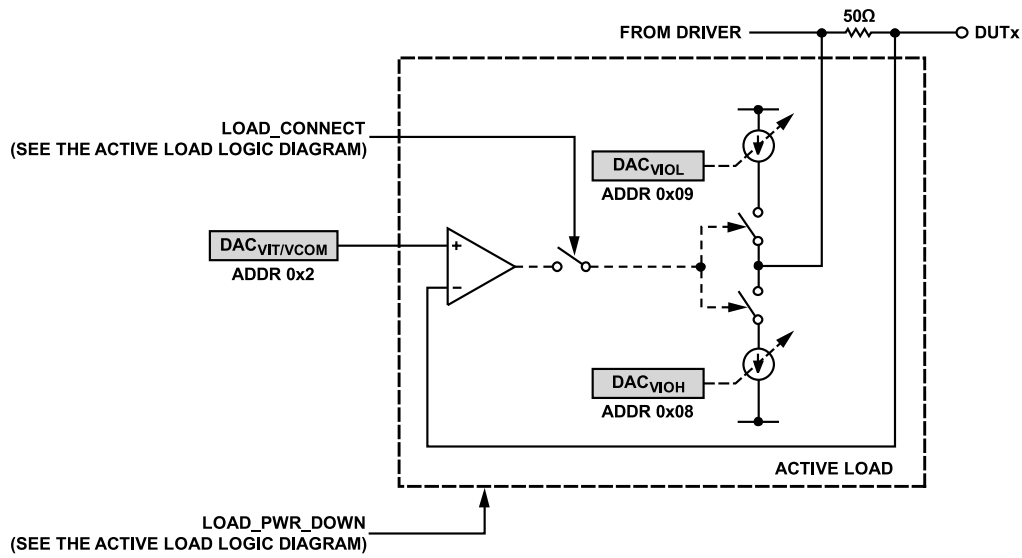 50Ω
FROM DRIVER
DUTx
LOAD_CONNECT
(SEE THE ACTIVE LOAD LOGIC DIAGRAM)
DACVIOL
ADDR 0x09
DACVIT/VCOM
ADDR 0x2
+
−
DACVIOH
ADDR 0x08
ACTIVE LOAD
LOAD_PWR_DOWN
(SEE THE ACTIVE LOAD LOGIC DIAGRAM)